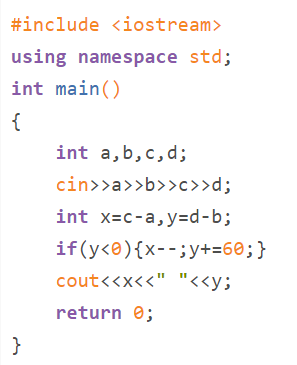 #include <iostream>
using namespace std;
int main()
{
    int a,b,c,d;
    cin>>a>>b>>c>>d;
    int x=c-a,y=d-b;
    if(y<0){x--;y+=60;}
    cout<<x<<" "<<y;
    return 0;
}